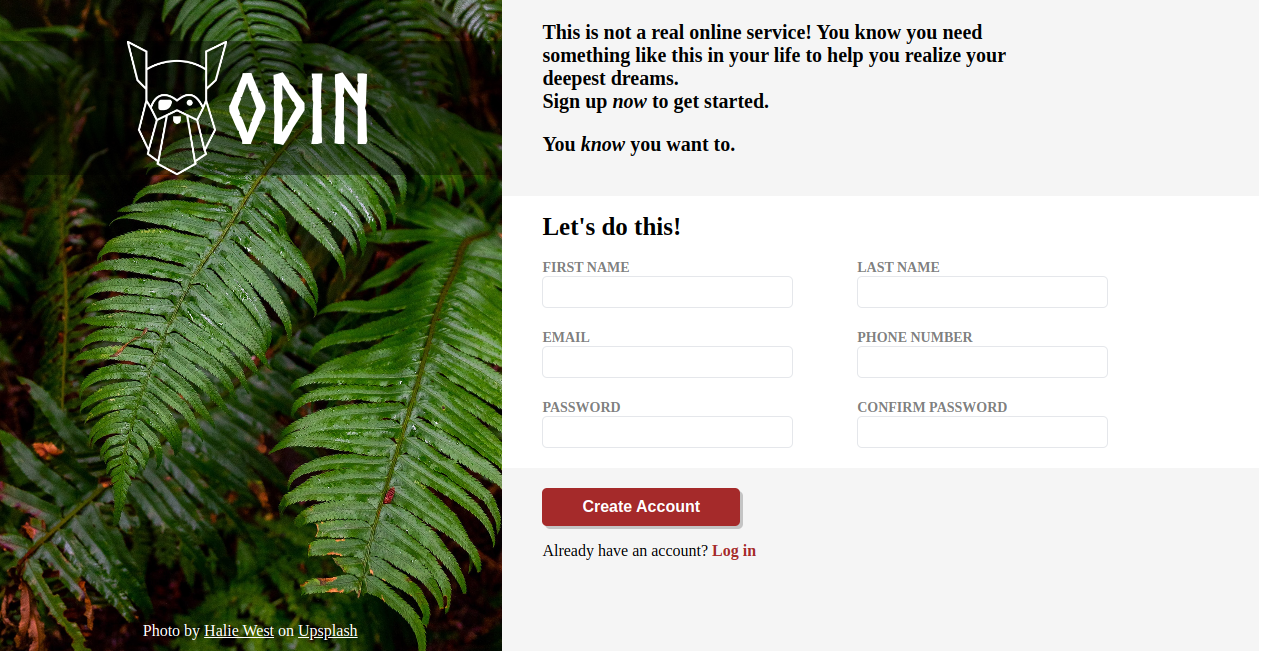 ODIN
Photo by Halie West on Upsplash
This is not a real online service! You know you need
something like this in your life to help you realize your
deepest dreams.
Sign up now to get started.
You know you want to.
Let's do this!
FIRST NAME
LAST NAME
EMAIL
PHONE NUMBER
PASSWORD
CONFIRM PASSWORD
Create Account
Already have an account? Log in